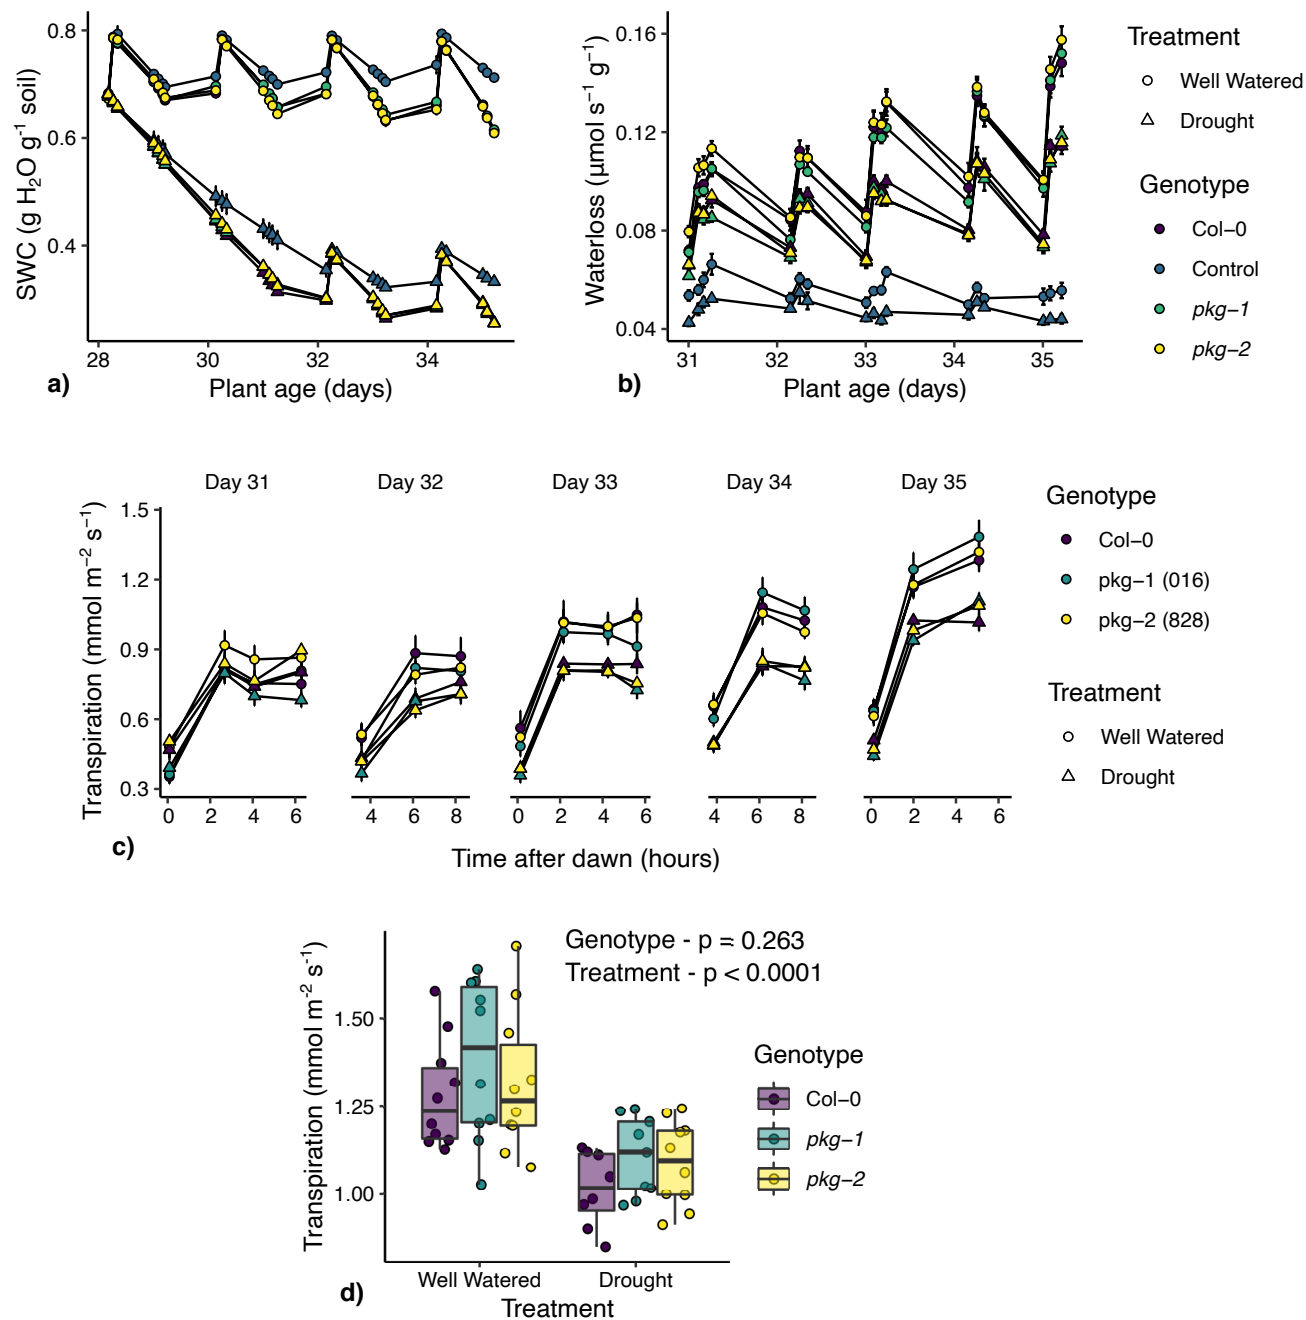 0.8
0.6
0.4
SWC (g H₂O g⁻¹ soil)
28 30 32 34
a) Plant age (days)
0.16
0.12
0.08
0.04
Waterloss (µmol s⁻¹ g⁻¹)
31 32 33 34 35
b) Plant age (days)
Treatment
Well Watered
Drought
Genotype
Col−0
Control
pkg−1
pkg−2
Day 31 Day 32 Day 33 Day 34 Day 35
1.5
1.2
0.9
0.6
0.3
Transpiration (mmol m⁻² s⁻¹)
0 2 4 6 4 6 8 0 2 4 6 4 6 8 0 2 4 6
c) Time after dawn (hours)
Genotype
Col−0
pkg−1 (016)
pkg−2 (828)
Treatment
Well Watered
Drought
Genotype - p = 0.263
Treatment - p < 0.0001
1.50
1.25
1.00
Transpiration (mmol m⁻² s⁻¹)
Well Watered Drought
d) Treatment
Genotype
Col−0
pkg−1
pkg−2